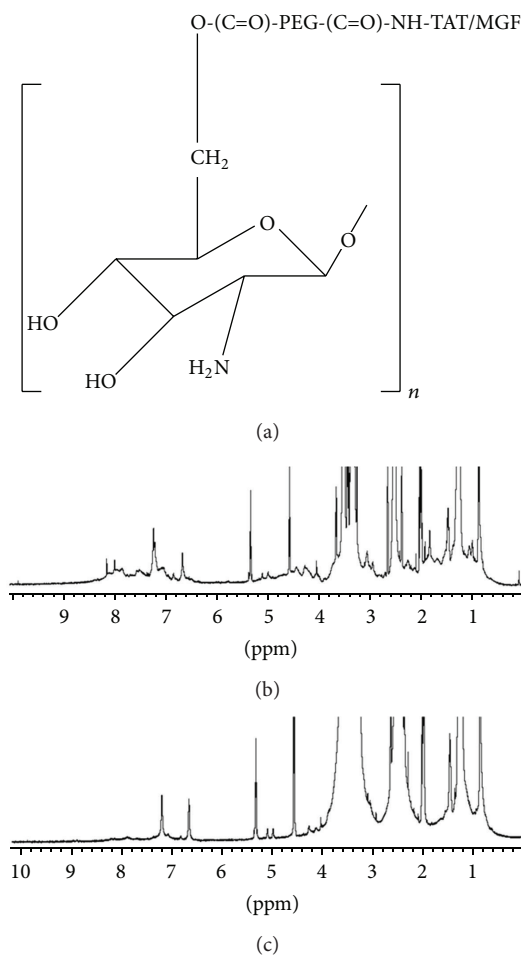 O-(C=O)-PEG-(C=O)-NH-TAT/MGF
CH2
O
O
HO
HO
H2N
n
(a)
9 8 7 6 5 4 3 2 1
(ppm)
(b)
10 9 8 7 6 5 4 3 2 1
(ppm)
(c)